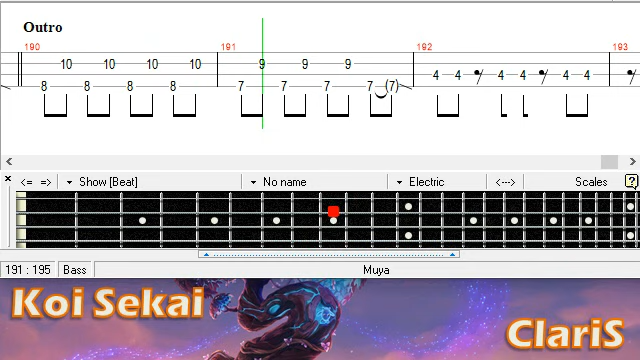 Outro
190 191 192 193
10 10 10 10 9 9 9
4 4 4 4 4 4
8 8 8 8 7 7 7 7 (7)
× <= => Show [Beat] No name Electric <---> Scales ?
191 : 195 Bass Muya
Koi Sekai
ClariS